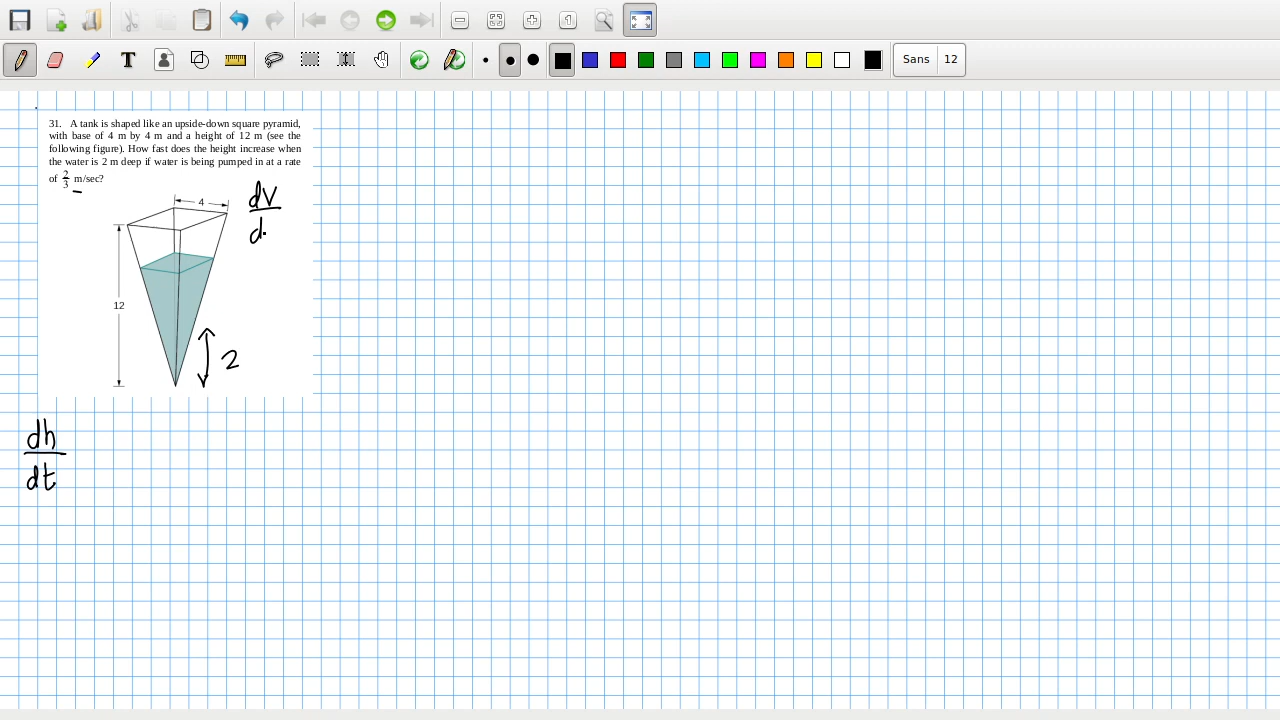 Sans 12
31. A tank is shaped like an upside-down square pyramid,
with base of 4 m by 4 m and a height of 12 m (see the
following figure). How fast does the height increase when
the water is 2 m deep if water is being pumped in at a rate
of 2/3 m/sec?
4
dV
d
12
2
dh
dt